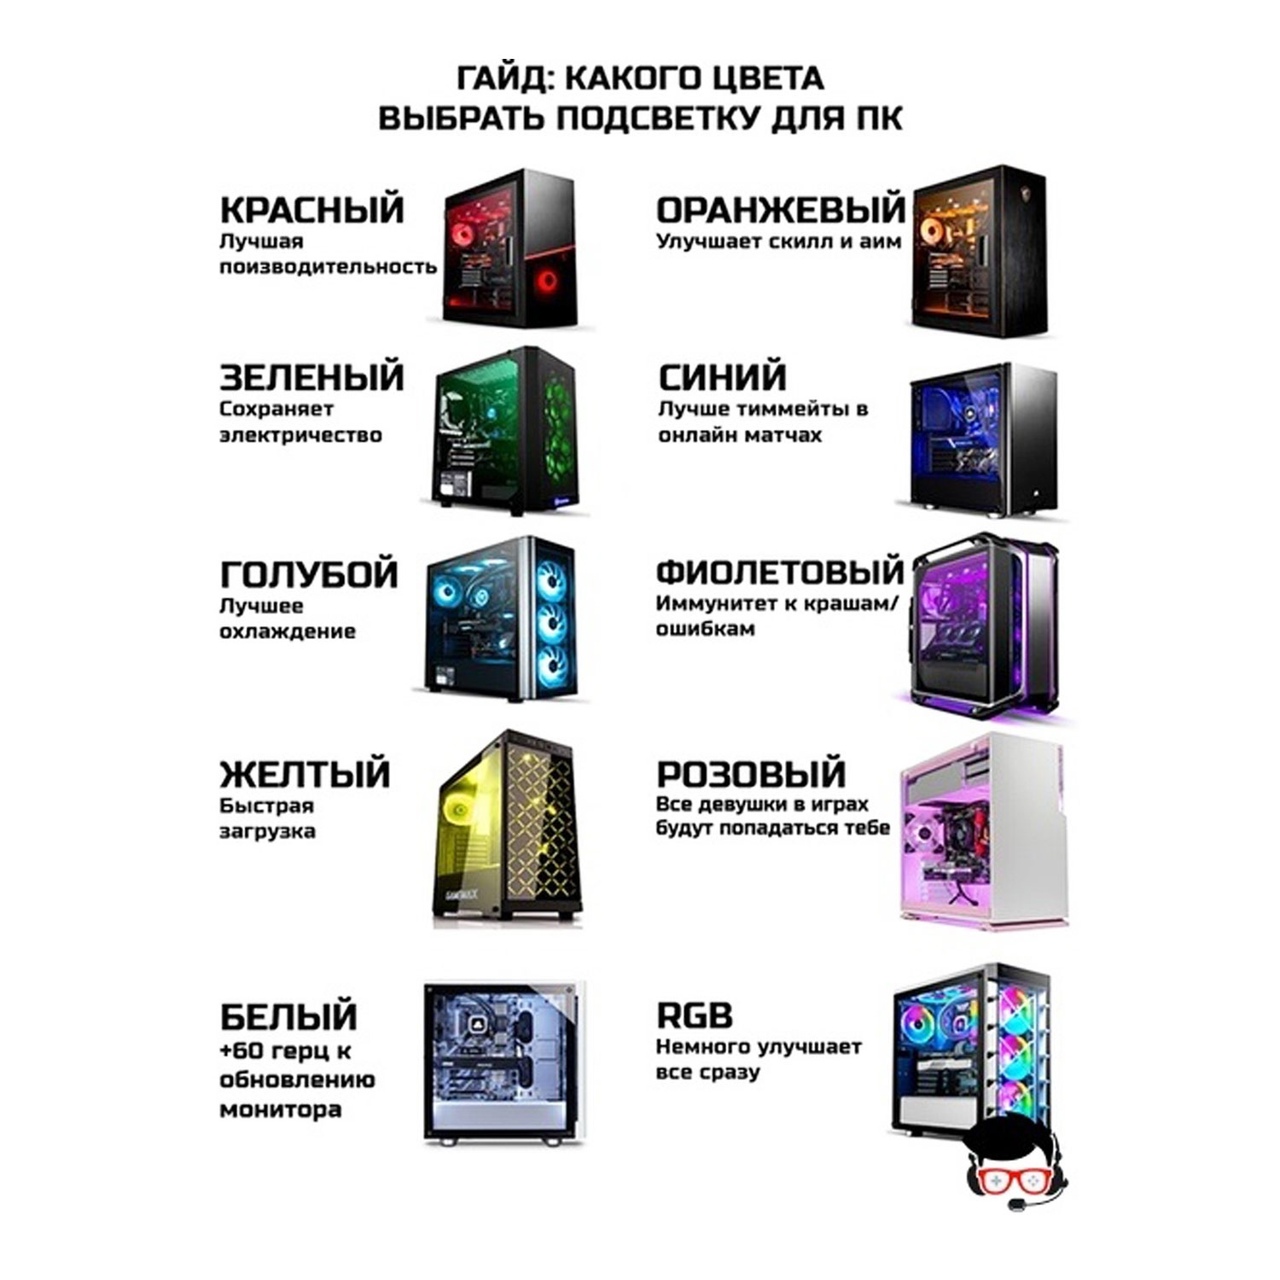 ГАЙД: КАКОГО ЦВЕТА
ВЫБРАТЬ ПОДСВЕТКУ ДЛЯ ПК
КРАСНЫЙ
Лучшая
поизводительность
ОРАНЖЕВЫЙ
Улучшает скилл и аим
ЗЕЛЕНЫЙ
Сохраняет
электричество
СИНИЙ
Лучше тиммейты в
онлайн матчах
ГОЛУБОЙ
Лучшее
охлаждение
ФИОЛЕТОВЫЙ
Иммунитет к крашам/
ошибкам
ЖЕЛТЫЙ
Быстрая
загрузка
GAMEMAX
РОЗОВЫЙ
Все девушки в играх
будут попадаться тебе
БЕЛЫЙ
+60 герц к
обновлению
монитора
RGB
Немного улучшает
все сразу